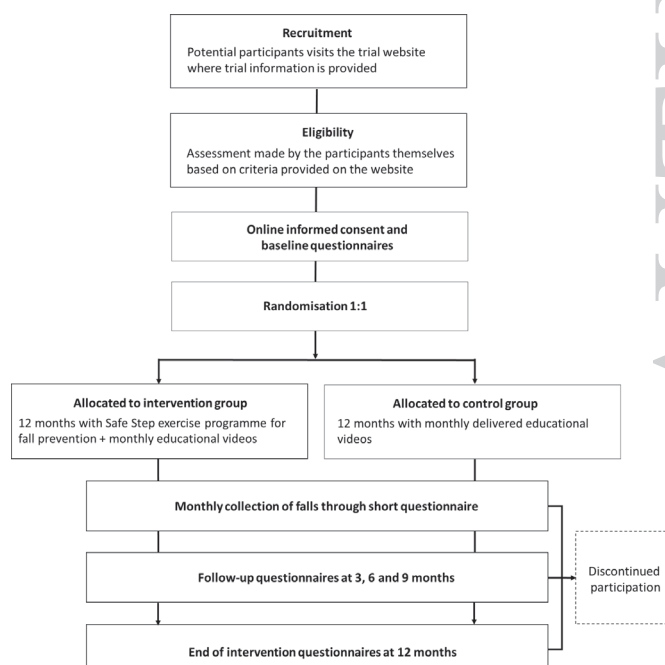 Recruitment
Potential participants visits the trial website
where trial information is provided
Eligibility
Assessment made by the participants themselves
based on criteria provided on the website
Online informed consent and
baseline questionnaires
Randomisation 1:1
Allocated to intervention group
12 months with Safe Step exercise programme for
fall prevention + monthly educational videos
Allocated to control group
12 months with monthly delivered educational
videos
Monthly collection of falls through short questionnaire
Follow-up questionnaires at 3, 6 and 9 months
Discontinued
participation
End of intervention questionnaires at 12 months